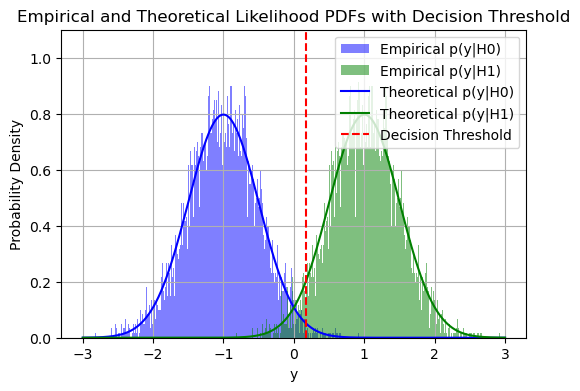 Empirical and Theoretical Likelihood PDFs with Decision Threshold
Empirical p(y|H0)
Empirical p(y|H1)
Theoretical p(y|H0)
Theoretical p(y|H1)
Decision Threshold
Probability Density
1.0
0.8
0.6
0.4
0.2
0.0
−3
−2
−1
0
1
2
3
y